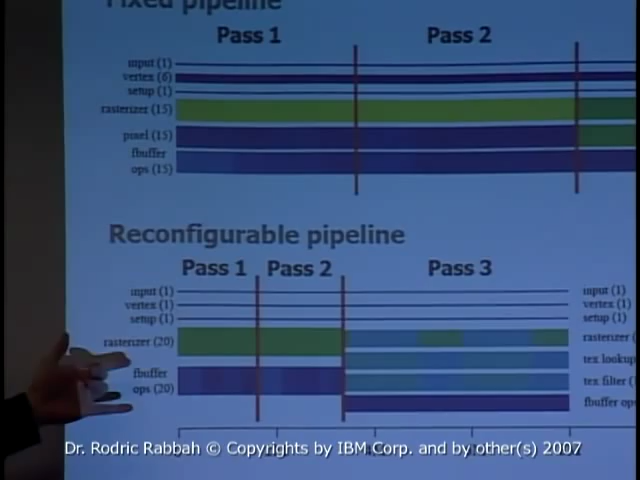 Fixed pipeline
Pass 1 Pass 2
input (1)
vertex (6)
setup (1)
rasterizer (15)
pixel (15)
fbuffer
ops (15)
Reconfigurable pipeline
Pass 1 Pass 2 Pass 3
input (1) input (1)
vertex (1) vertex (1)
setup (1) setup (1)
rasterizer (20) rasterizer (
tex lookup
fbuffer tex filter (
ops (20) fbuffer op
Dr. Rodric Rabbah © Copyrights by IBM Corp. and by other(s) 2007